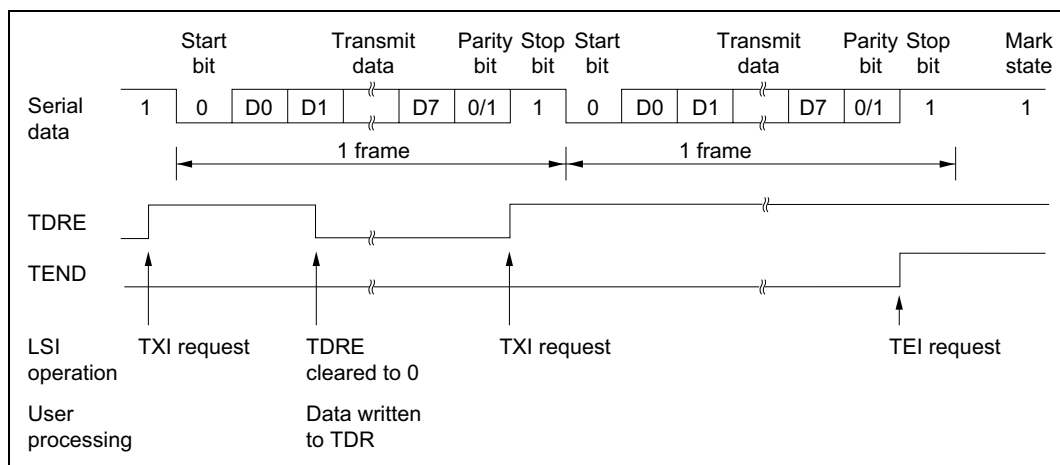 Start bit Transmit data Parity bit Stop bit Start bit Transmit data Parity bit Stop bit Mark state
Serial data 1 0 D0 D1 D7 0/1 1 0 D0 D1 D7 0/1 1 1
1 frame 1 frame
TDRE
TEND
LSI operation TXI request TDRE cleared to 0 TXI request TEI request
User processing Data written to TDR